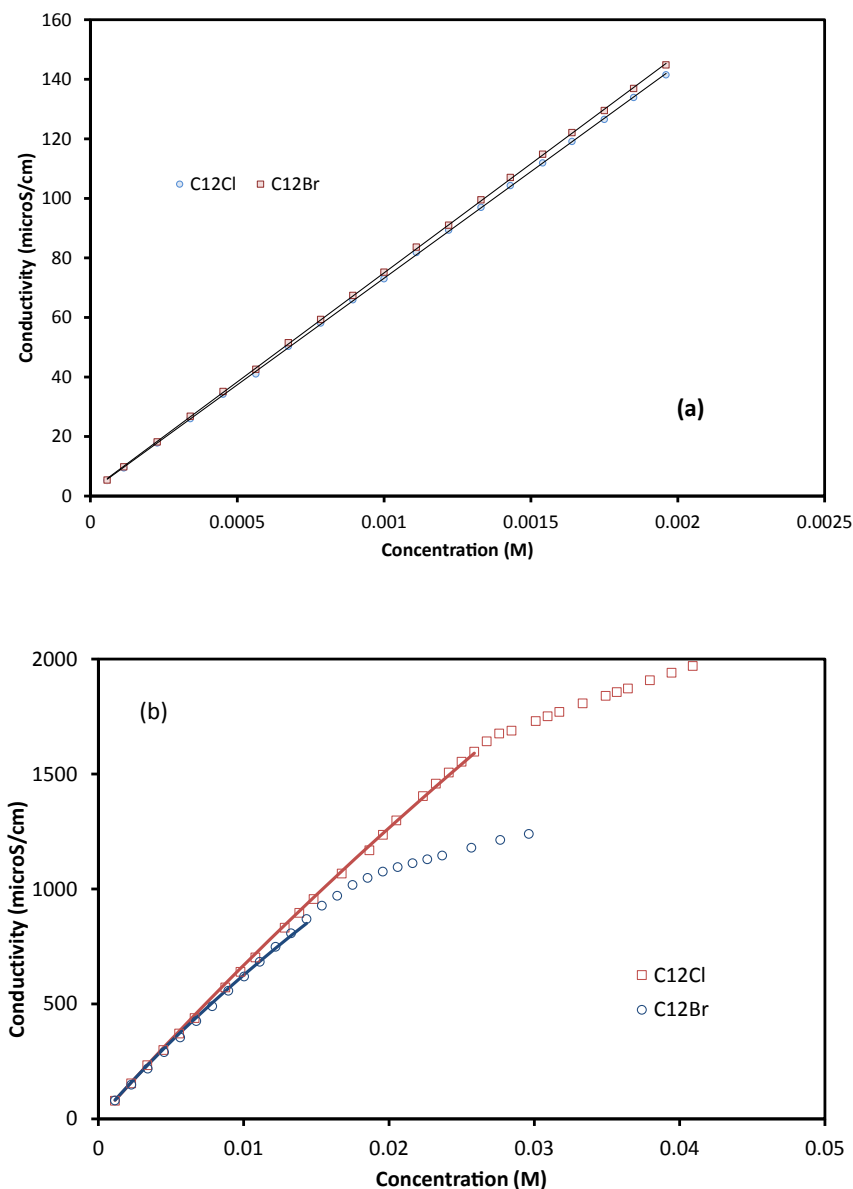 160
140
120
100
80
60
40
20
0
Conductivity (microS/cm)
C12Cl C12Br
(a)
0 0.0005 0.001 0.0015 0.002 0.0025
Concentration (M)
2000
1500
1000
500
0
Conductivity (microS/cm)
(b)
C12Cl
C12Br
0 0.01 0.02 0.03 0.04 0.05
Concentration (M)